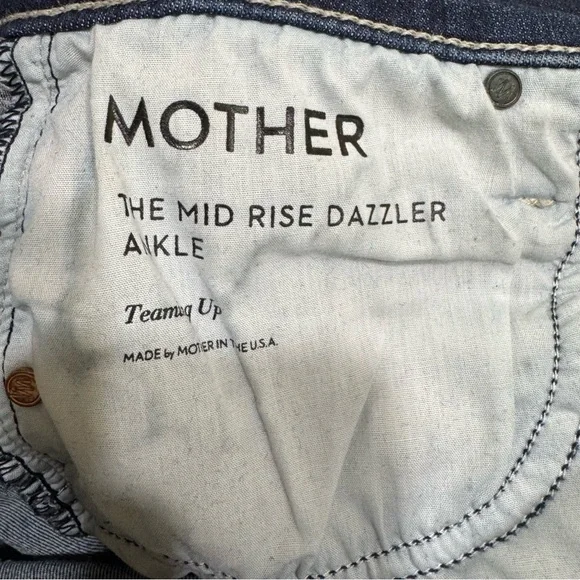 MOTHER
THE MID RISE DAZZLER
ANKLE
Teaming Up
MADE by MOTHER IN THE U.S.A.